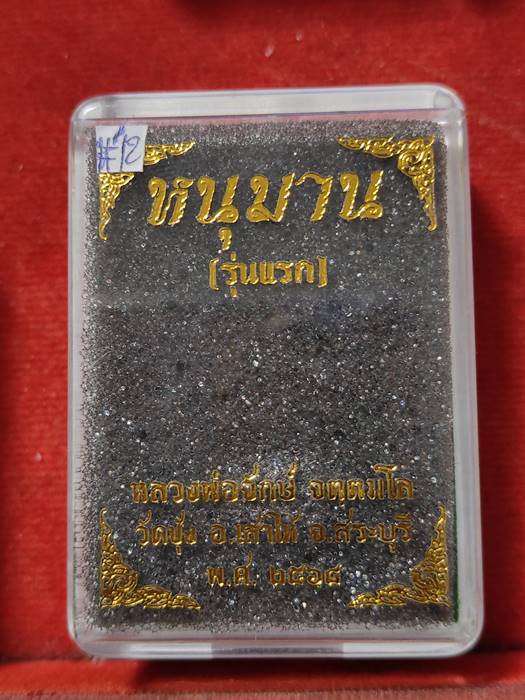 #12
หนุมาน
(รุ่นแรก)
หลวงพ่อรักษ์ จตฺตมโล
วัดชุ้ง อ.เสาไห้ จ.สระบุรี
พ.ศ. ๒๕๖๔